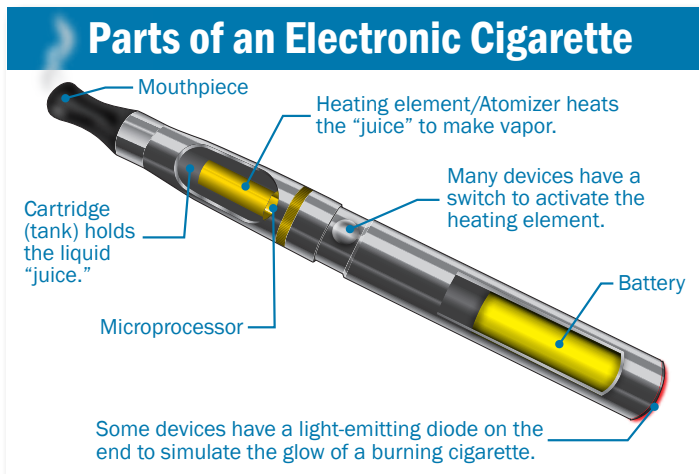 Parts of an Electronic Cigarette
Mouthpiece
Heating element/Atomizer heats
the “juice” to make vapor.
Many devices have a
switch to activate the
heating element.
Cartridge
(tank) holds
the liquid
“juice.”
Battery
Microprocessor
Some devices have a light-emitting diode on the
end to simulate the glow of a burning cigarette.